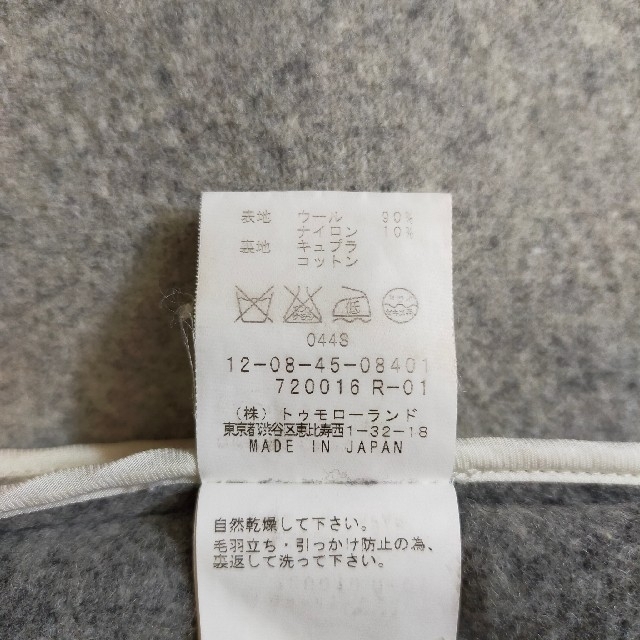 表地 ウール 90%
ナイロン 10%
裏地 キュプラ
コットン
低
044S
12-08-45-08401
720016 R-01
(株)トゥモローランド
東京都渋谷区恵比寿西1-32-18
MADE IN JAPAN
自然乾燥して下さい。
毛羽立ち・引っかけ防止の為、
裏返して洗って下さい。